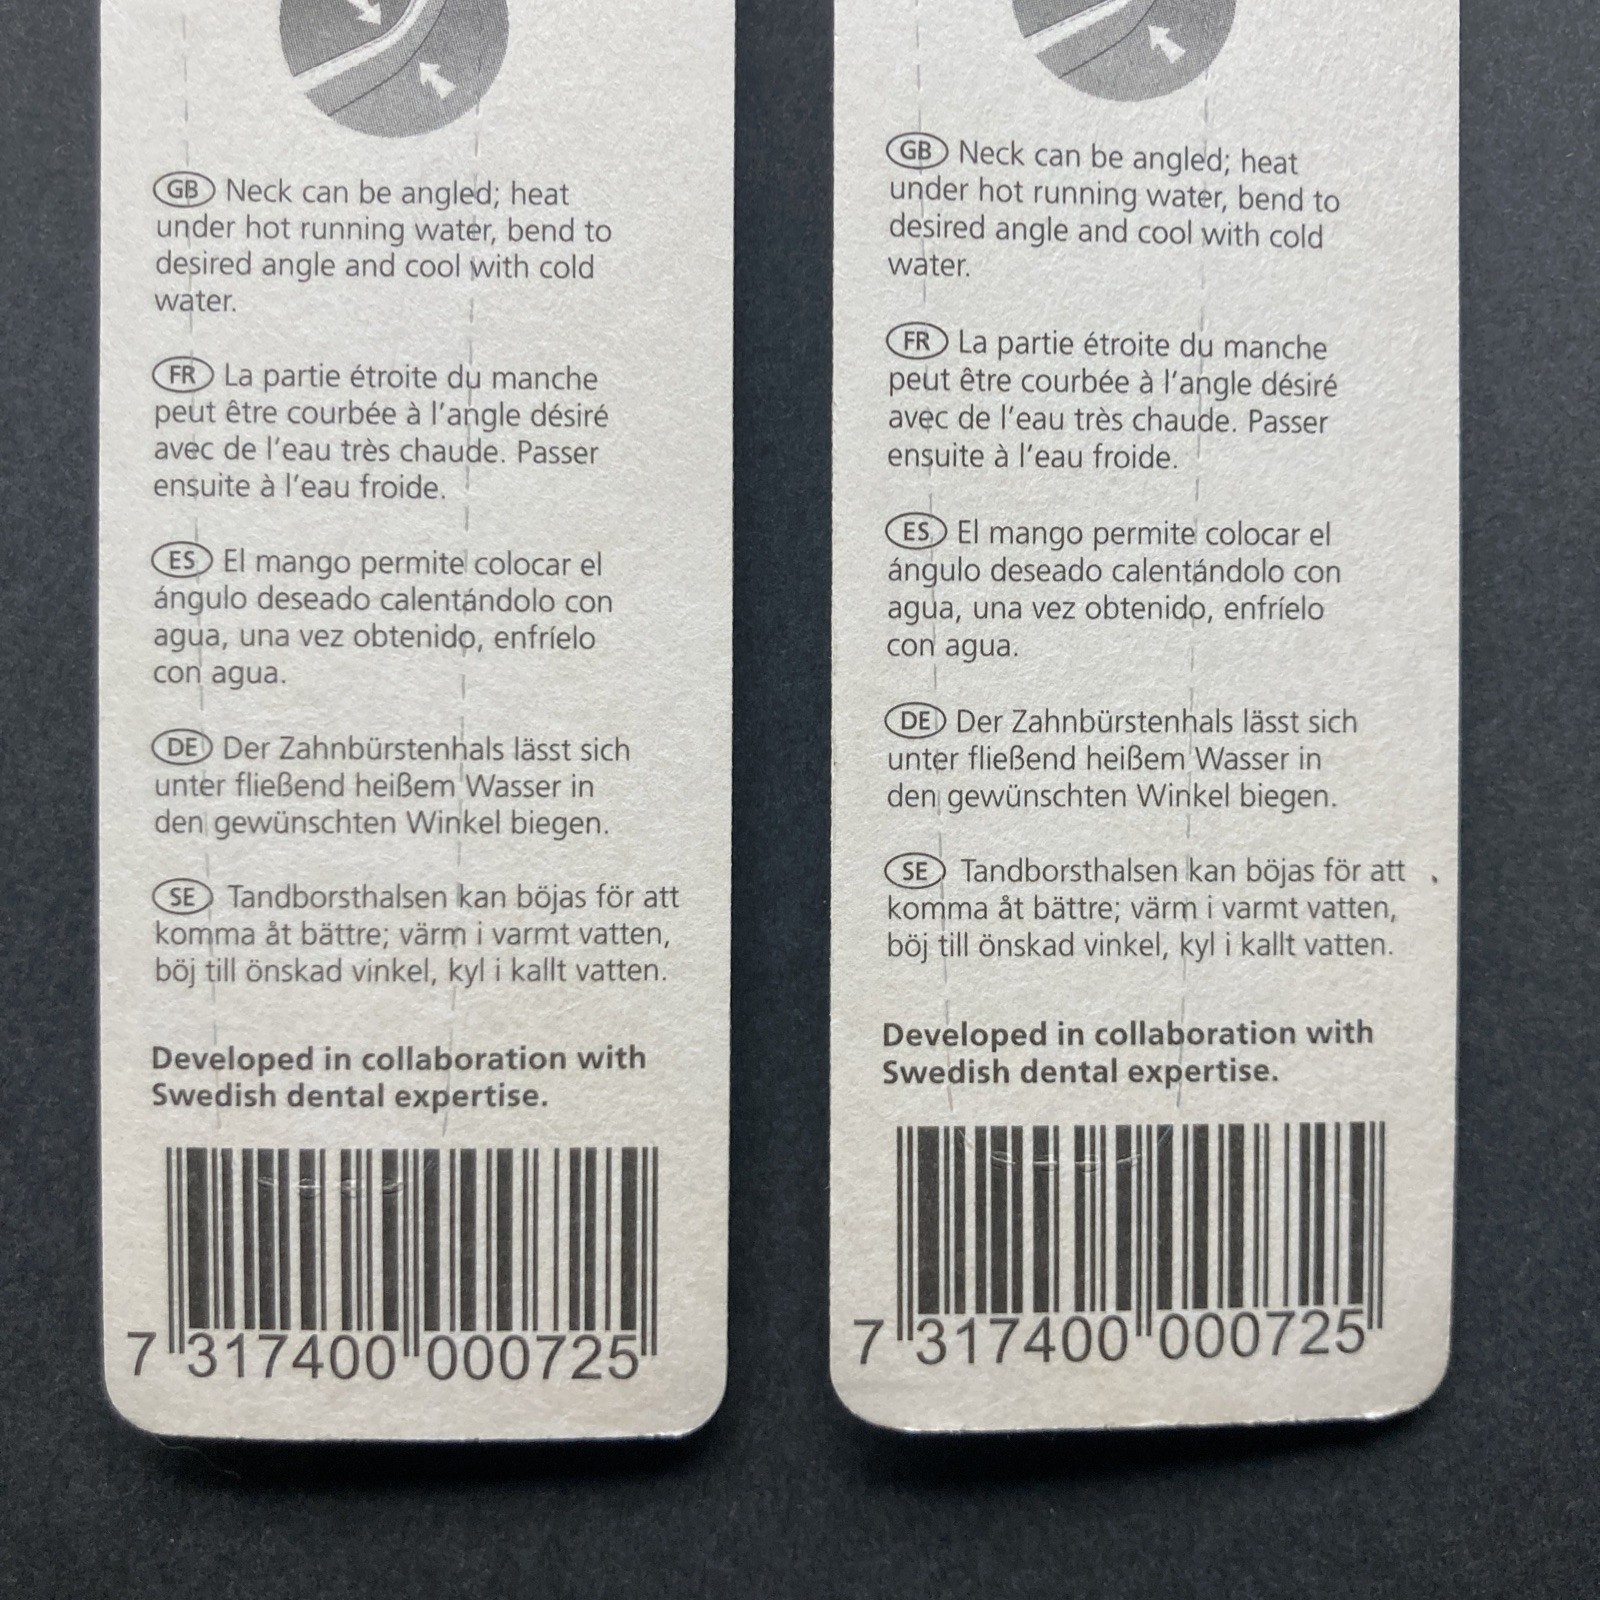 GB Neck can be angled; heat
under hot running water, bend to
desired angle and cool with cold
water.
FR La partie étroite du manche
peut être courbée à l'angle désiré
avec de l'eau très chaude. Passer
ensuite à l'eau froide.
ES El mango permite colocar el
ángulo deseado calentándolo con
agua, una vez obtenido, enfríelo
con agua.
DE Der Zahnbürstenhals lässt sich
unter fließend heißem Wasser in
den gewünschten Winkel biegen.
SE Tandborsthalsen kan böjas för att
komma åt bättre; värm i varmt vatten,
böj till önskad vinkel, kyl i kallt vatten.
Developed in collaboration with
Swedish dental expertise.
7 317400 000725
GB Neck can be angled; heat
under hot running water, bend to
desired angle and cool with cold
water.
FR La partie étroite du manche
peut être courbée à l'angle désiré
avec de l'eau très chaude. Passer
ensuite à l'eau froide.
ES El mango permite colocar el
ángulo deseado calentándolo con
agua, una vez obtenido, enfríelo
con agua.
DE Der Zahnbürstenhals lässt sich
unter fließend heißem Wasser in
den gewünschten Winkel biegen.
SE Tandborsthalsen kan böjas för att
komma åt bättre; värm i varmt vatten,
böj till önskad vinkel, kyl i kallt vatten.
Developed in collaboration with
Swedish dental expertise.
7 317400 000725